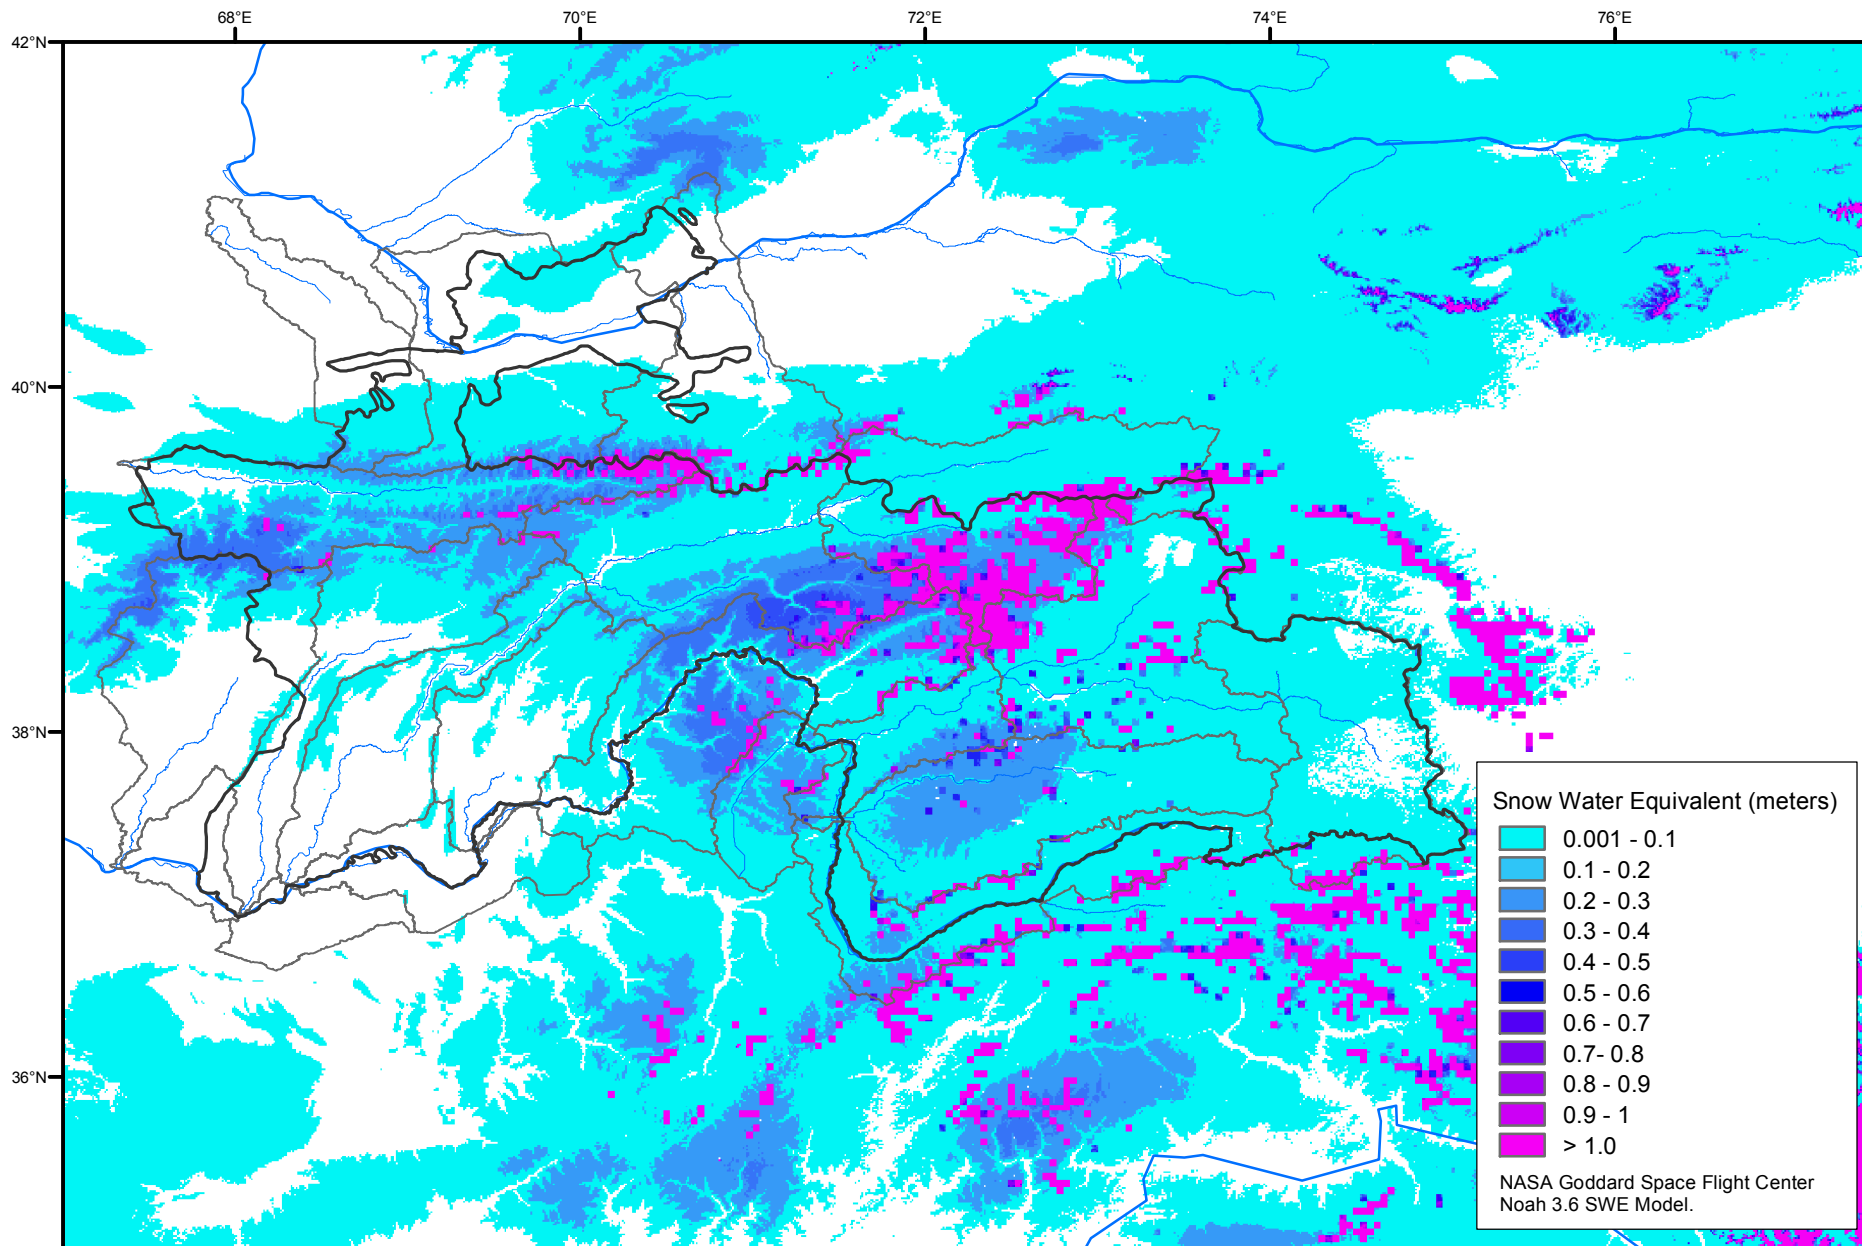 68°E
70°E
72°E
74°E
76°E
42°N
40°N
38°N
36°N
Snow Water Equivalent (meters)
0.001 - 0.1
0.1 - 0.2
0.2 - 0.3
0.3 - 0.4
0.4 - 0.5
0.5 - 0.6
0.6 - 0.7
0.7- 0.8
0.8 - 0.9
0.9 - 1
> 1.0
NASA Goddard Space Flight Center
Noah 3.6 SWE Model.